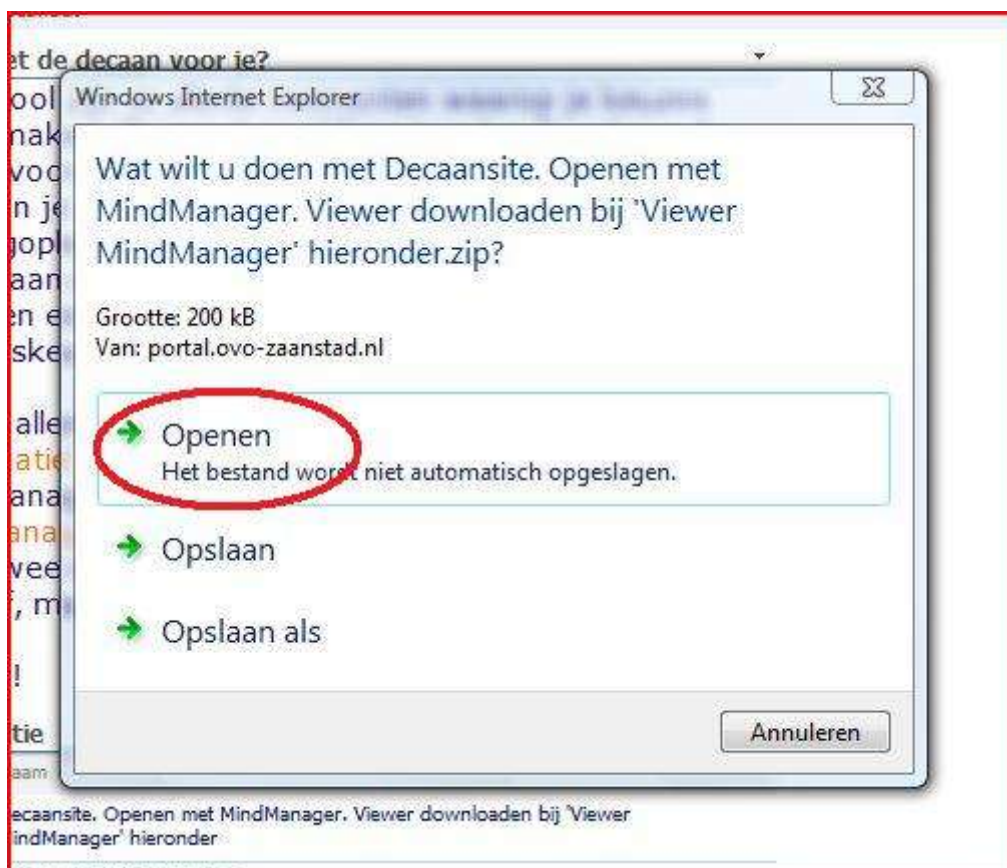 et de decaan voor je?
Windows Internet Explorer
Wat wilt u doen met Decaansite. Openen met
MindManager. Viewer downloaden bij 'Viewer
MindManager' hieronder.zip?
Grootte: 200 kB
Van: portal.ovo-zaanstad.nl
Openen
Het bestand wordt niet automatisch opgeslagen.
Opslaan
Opslaan als
Annuleren
tie
aam
ecaansite. Openen met MindManager. Viewer downloaden bij 'Viewer
indManager' hieronder